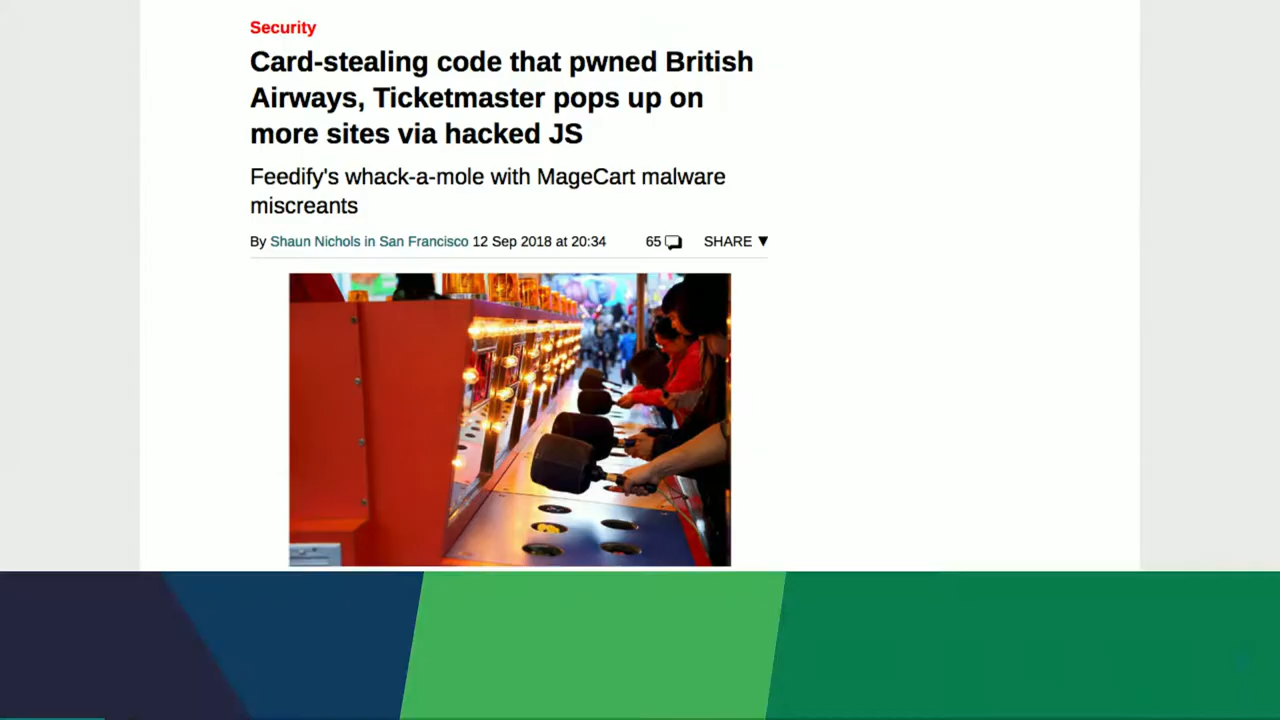 Security
Card-stealing code that pwned British
Airways, Ticketmaster pops up on
more sites via hacked JS
Feedify's whack-a-mole with MageCart malware
miscreants
By Shaun Nichols in San Francisco 12 Sep 2018 at 20:34 65 SHARE ▼